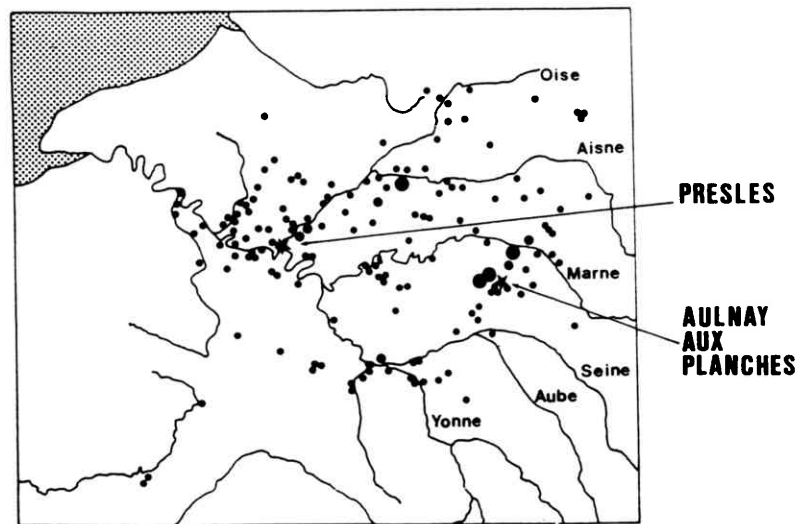 Oise
Aisne
PRESLES
Marne
AULNAY
AUX
PLANCHES
Seine
Aube
Yonne